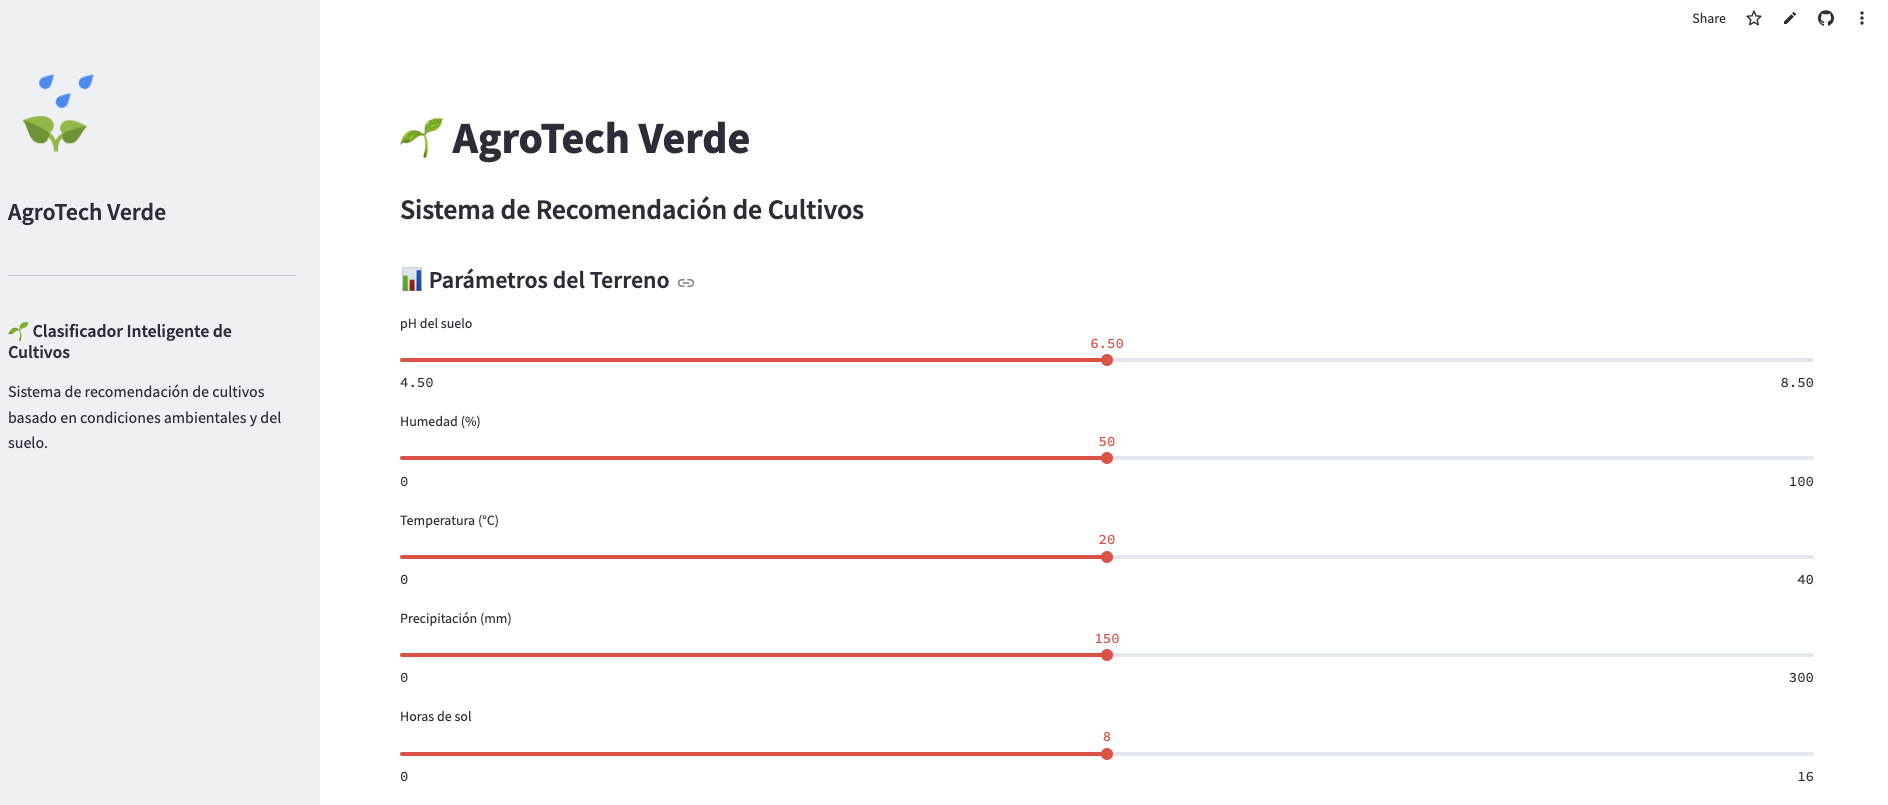 Share
AgroTech Verde
Clasificador Inteligente de
Cultivos
Sistema de recomendación de cultivos
basado en condiciones ambientales y del
suelo.
AgroTech Verde
Sistema de Recomendación de Cultivos
Parámetros del Terreno
pH del suelo
6.50
4.50 8.50
Humedad (%)
50
0 100
Temperatura (°C)
20
0 40
Precipitación (mm)
150
0 300
Horas de sol
8
0 16